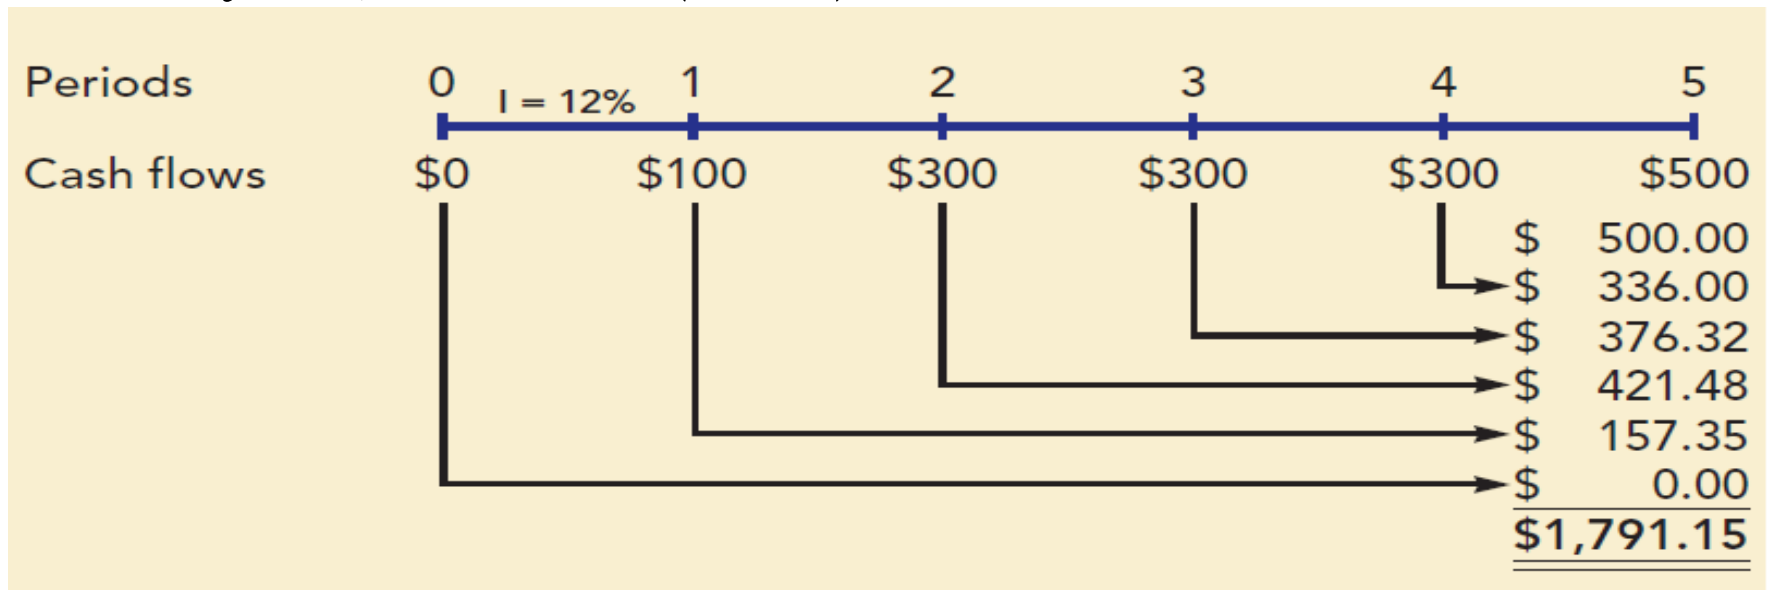 Periods 0 1 2 3 4 5
I = 12%
Cash flows $0 $100 $300 $300 $300 $500
$ 500.00
$ 336.00
$ 376.32
$ 421.48
$ 157.35
$ 0.00
$1,791.15